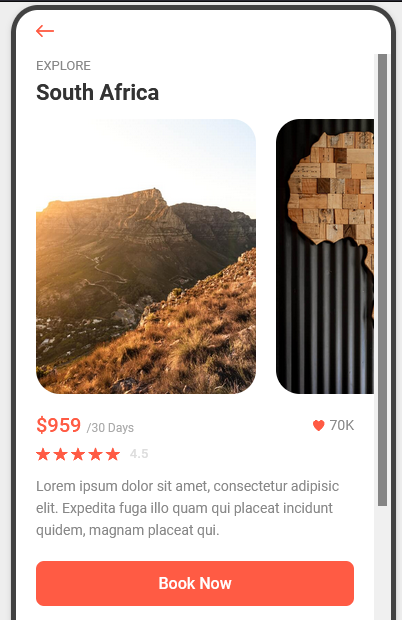 EXPLORE
South Africa
$959 /30 Days
70K
4.5
Lorem ipsum dolor sit amet, consectetur adipisic
elit. Expedita fuga illo quam qui placeat incidunt
quidem, magnam placeat qui.
Book Now